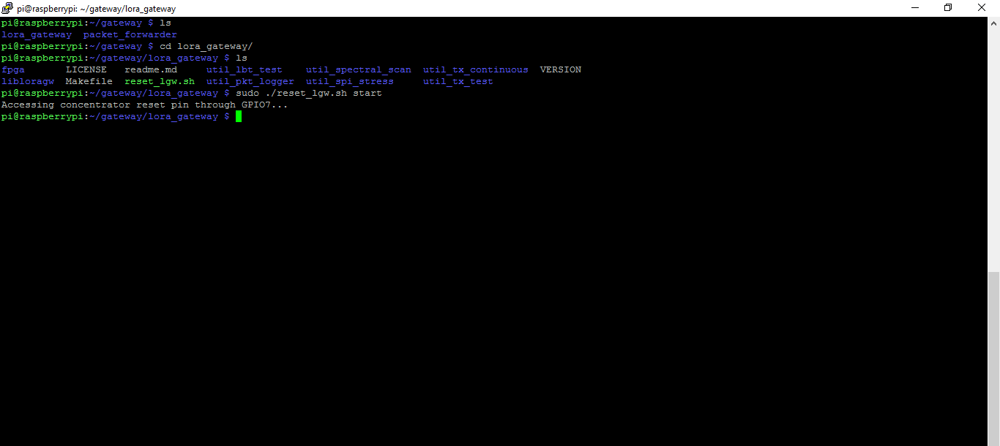 pi@raspberrypi: ~/gateway/lora_gateway
pi@raspberrypi:~/gateway $ ls
lora_gateway  packet_forwarder
pi@raspberrypi:~/gateway $ cd lora_gateway/
pi@raspberrypi:~/gateway/lora_gateway $ ls
fpga       LICENSE   readme.md     util_lbt_test    util_spectral_scan  util_tx_continuous  VERSION
libloragw  Makefile  reset_lgw.sh  util_pkt_logger  util_spi_stress     util_tx_test
pi@raspberrypi:~/gateway/lora_gateway $ sudo ./reset_lgw.sh start
Accessing concentrator reset pin through GPIO7...
pi@raspberrypi:~/gateway/lora_gateway $